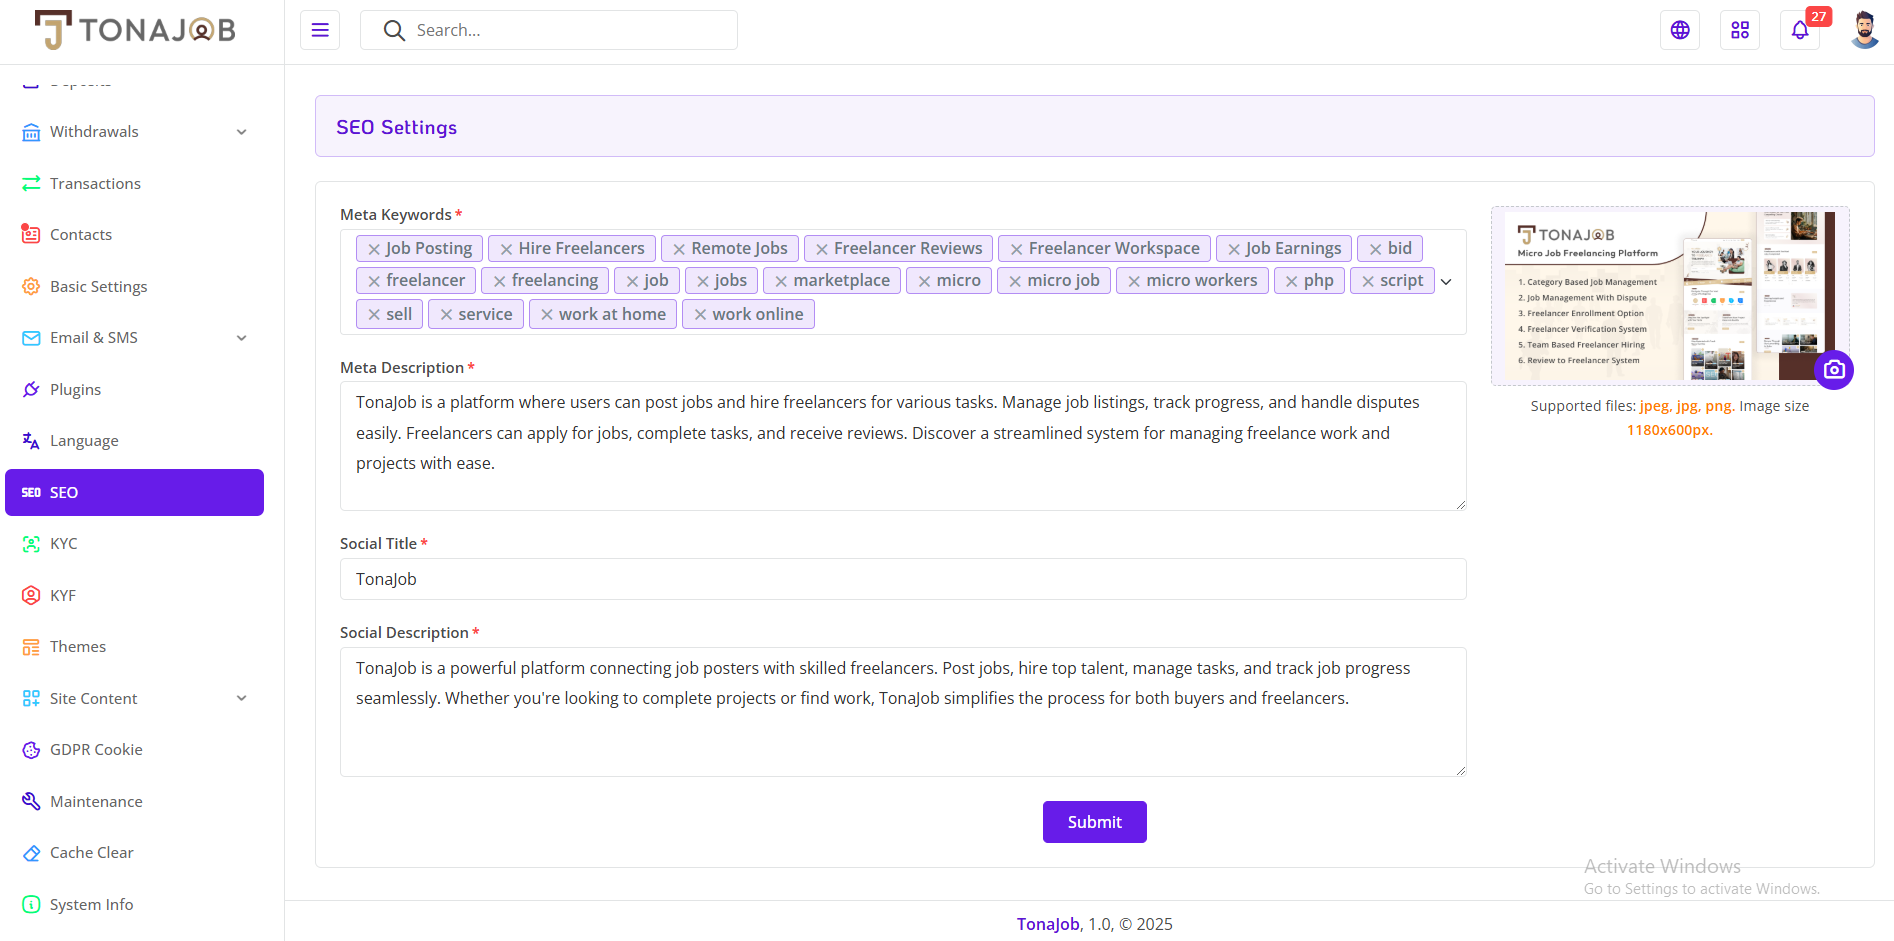 TONAJOB
Search...
27
Deposits
Withdrawals
Transactions
Contacts
Basic Settings
Email & SMS
Plugins
Language
SEO SEO
KYC
KYF
Themes
Site Content
GDPR Cookie
Maintenance
Cache Clear
System Info
SEO Settings
Meta Keywords *
Job Posting Hire Freelancers Remote Jobs Freelancer Reviews Freelancer Workspace Job Earnings bid
freelancer freelancing job jobs marketplace micro micro job micro workers php script
sell service work at home work online
Meta Description *
TonaJob is a platform where users can post jobs and hire freelancers for various tasks. Manage job listings, track progress, and handle disputes
easily. Freelancers can apply for jobs, complete tasks, and receive reviews. Discover a streamlined system for managing freelance work and
projects with ease.
Social Title *
TonaJob
Social Description *
TonaJob is a powerful platform connecting job posters with skilled freelancers. Post jobs, hire top talent, manage tasks, and track job progress
seamlessly. Whether you're looking to complete projects or find work, TonaJob simplifies the process for both buyers and freelancers.
Submit
TONAJOB
Micro Job Freelancing Platform
1. Category Based Job Management
2. Job Management With Dispute
3. Freelancer Enrollment Option
4. Freelancer Verification System
5. Team Based Freelancer Hiring
6. Review to Freelancer System
Supported files: jpeg, jpg, png. Image size
1180x600px.
Activate Windows
Go to Settings to activate Windows.
TonaJob, 1.0, © 2025